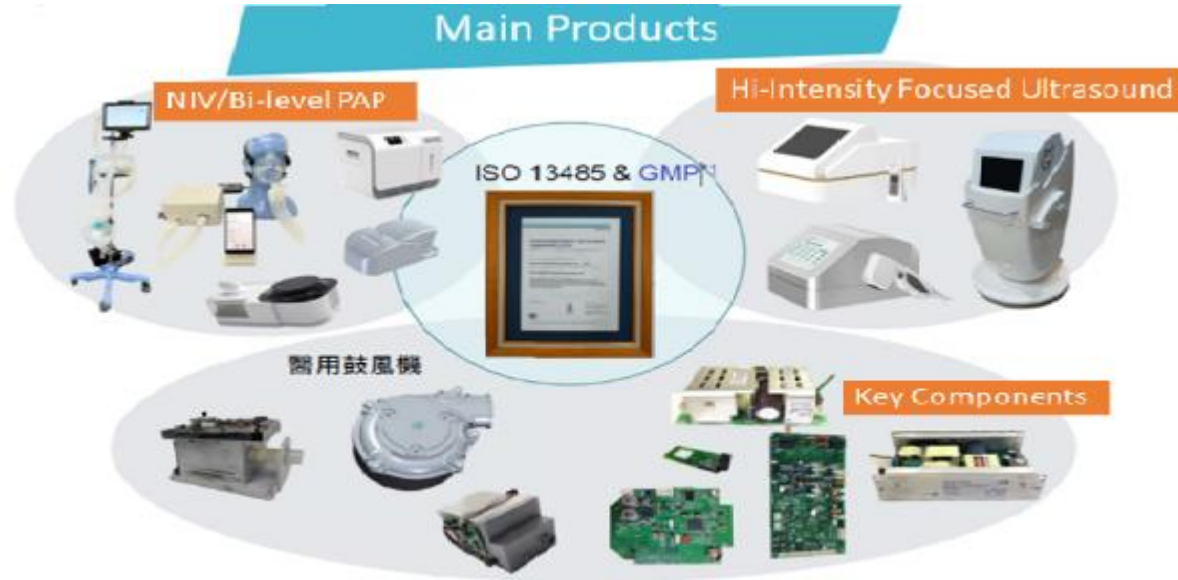 Main Products
NIV/Bi-level PAP
Hi-Intensity Focused Ultrasound
ISO 13485 & GMP
醫用鼓風機
Key Components